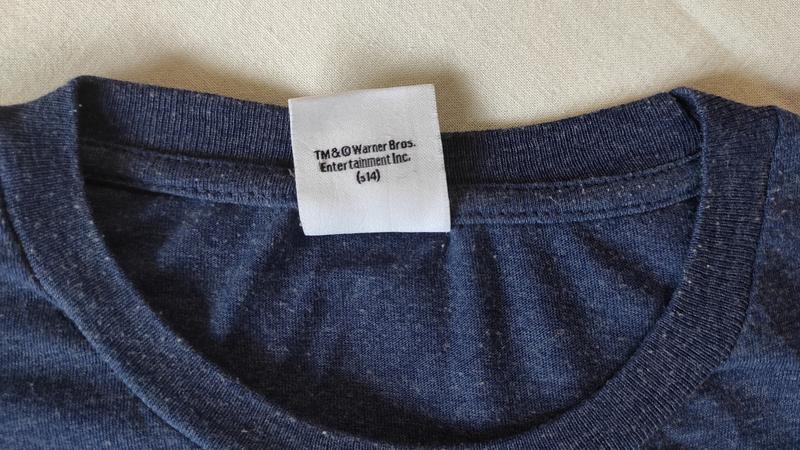 TM & © Warner Bros.
Entertainment Inc.
(s14)